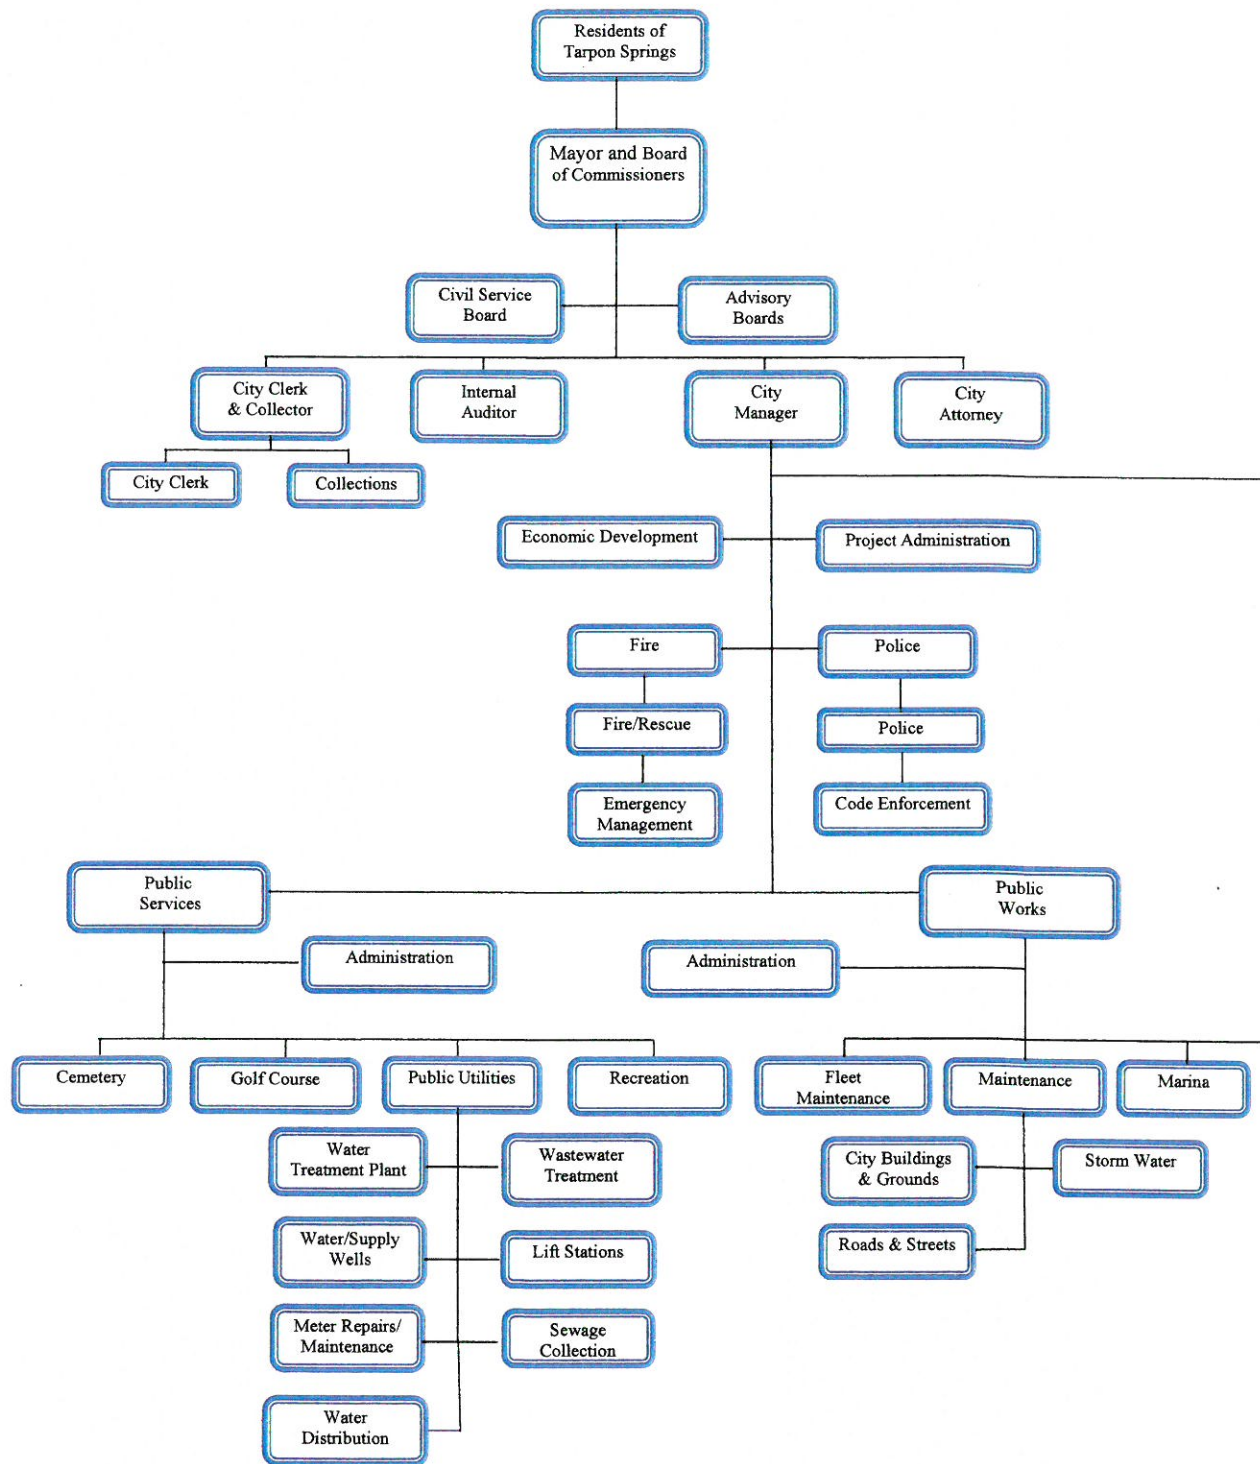 Residents of
Tarpon Springs
Mayor and Board
of Commissioners
Civil Service
Board
Advisory
Boards
City Clerk
& Collector
Internal
Auditor
City
Manager
City
Attorney
City Clerk
Collections
Economic Development
Project Administration
Fire
Police
Fire/Rescue
Police
Emergency
Management
Code Enforcement
Public
Services
Public
Works
Administration
Administration
Cemetery
Golf Course
Public Utilities
Recreation
Fleet
Maintenance
Maintenance
Marina
Water
Treatment Plant
Wastewater
Treatment
City Buildings
& Grounds
Storm Water
Water/Supply
Wells
Lift Stations
Roads & Streets
Meter Repairs/
Maintenance
Sewage
Collection
Water
Distribution